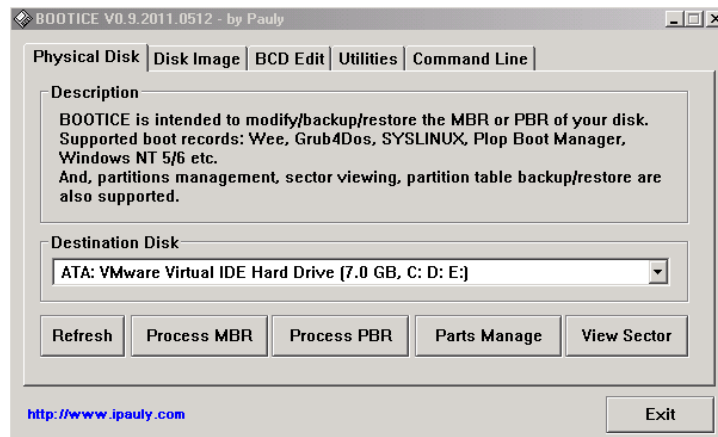 BOOTICE V0.9.2011.0512 - by Pauly
Physical Disk Disk Image BCD Edit Utilities Command Line
Description
BOOTICE is intended to modify/backup/restore the MBR or PBR of your disk.
Supported boot records: Wee, Grub4Dos, SYSLINUX, Plop Boot Manager,
Windows NT 5/6 etc.
And, partitions management, sector viewing, partition table backup/restore are
also supported.
Destination Disk
ATA: VMware Virtual IDE Hard Drive (7.0 GB, C: D: E:)
Refresh Process MBR Process PBR Parts Manage View Sector
http://www.ipauly.com Exit